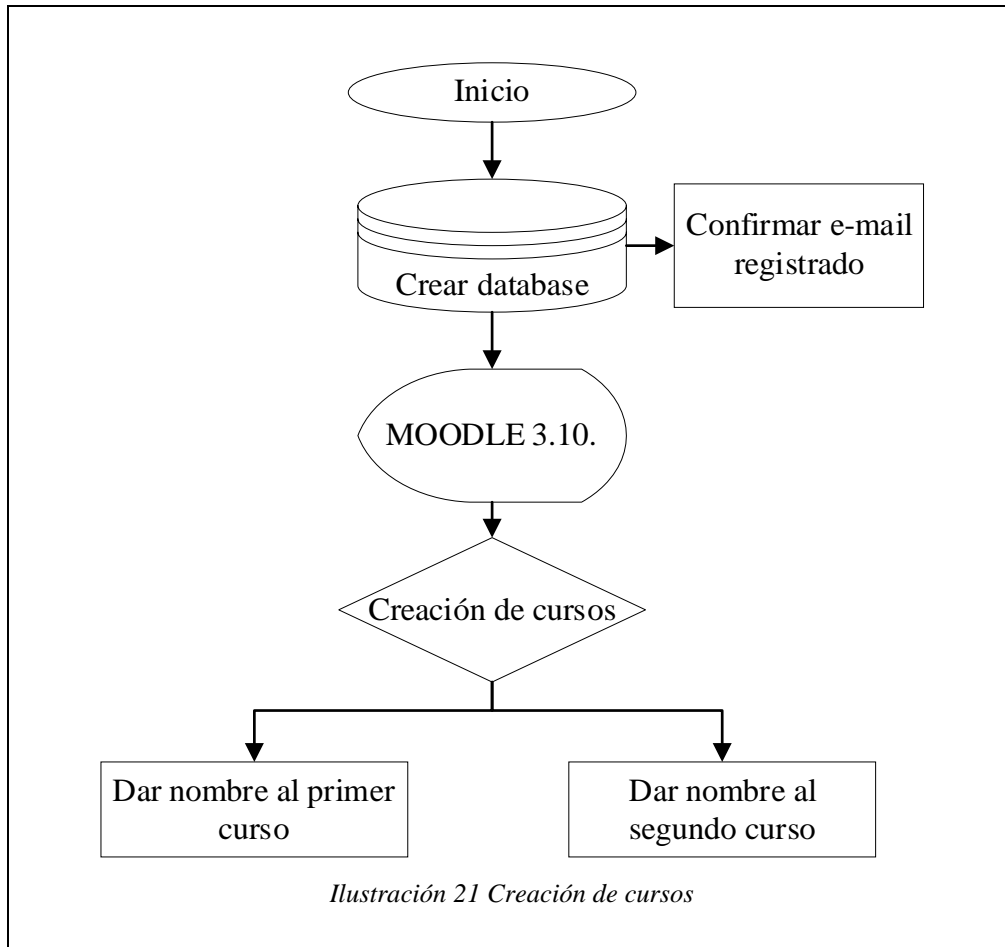 Inicio
Crear database
Confirmar e-mail
registrado
MOODLE 3.10.
Creación de cursos
Dar nombre al primer
curso
Dar nombre al
segundo curso
Ilustración 21 Creación de cursos